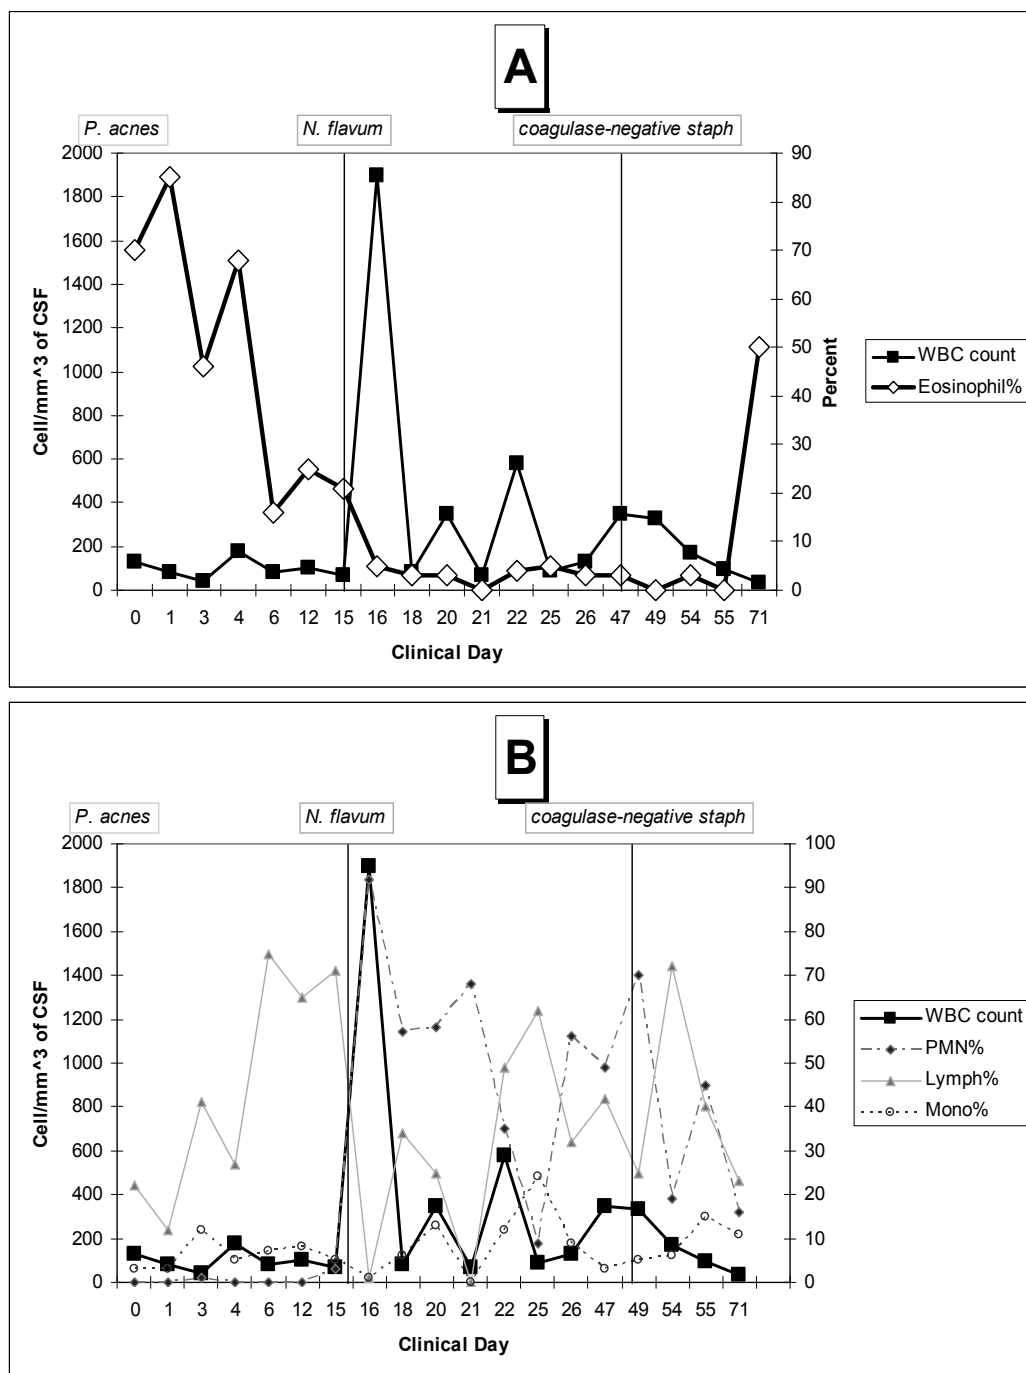 A
P. acnes
N. flavum
coagulase-negative staph
2000
1800
1600
1400
1200
1000
800
600
400
200
0
Cell/mm^3 of CSF
90
80
70
60
50
40
30
20
10
0
Percent
WBC count
Eosinophil%
0 1 3 4 6 12 15 16 18 20 21 22 25 26 47 49 54 55 71
Clinical Day
B
P. acnes
N. flavum
coagulase-negative staph
2000
1800
1600
1400
1200
1000
800
600
400
200
0
Cell/mm^3 of CSF
100
90
80
70
60
50
40
30
20
10
0
WBC count
PMN%
Lymph%
Mono%
0 1 3 4 6 12 15 16 18 20 21 22 25 26 47 49 54 55 71
Clinical Day